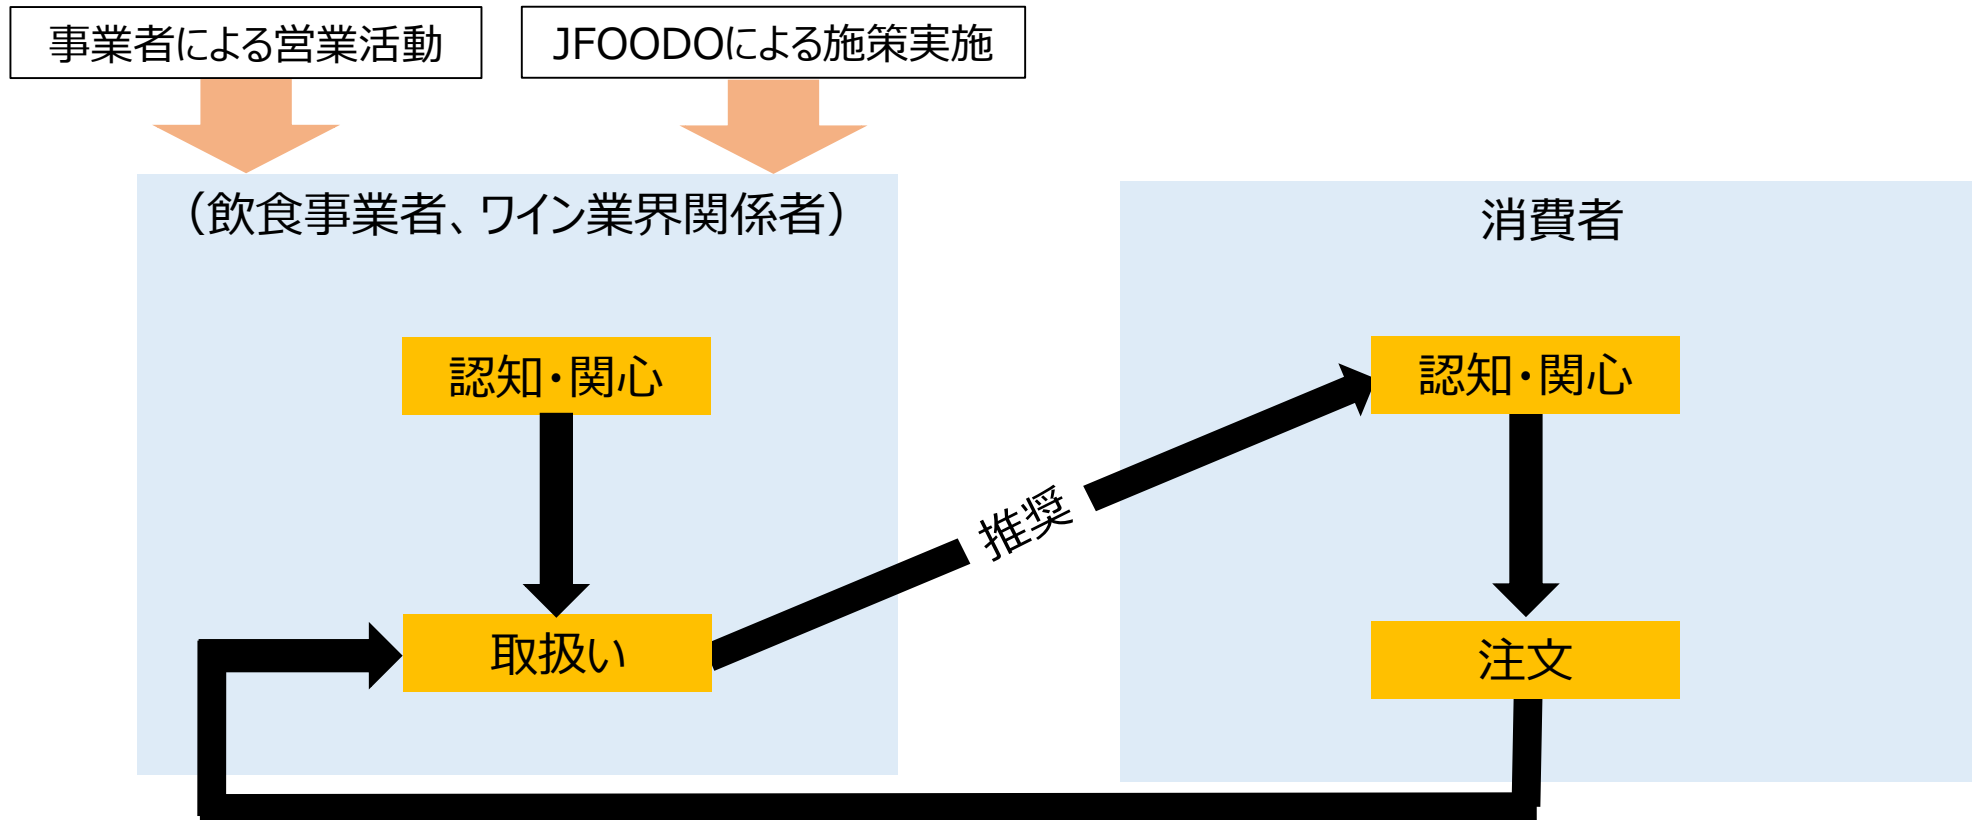 事業者による営業活動
JFOODOによる施策実施
（飲食事業者、ワイン業界関係者）
消費者
認知・関心
認知・関心
推奨
取扱い
注文